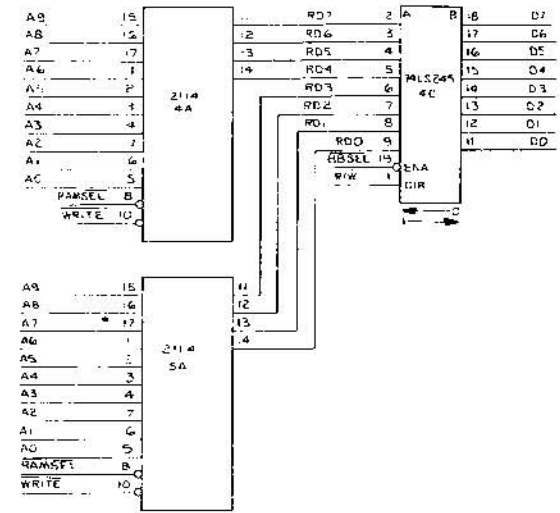 A9 15 11 RD7 2 A B 18 D7
A8 12 RD6 3 17 D6
A7 17 13 RD5 4 16 D5
A6 1 14 RD4 5 74LS245 15 D4
2 2114 RD3 6 4C 14 D3
A4 3 4A RD2 7 13 D2
A3 4 RD1 8 12 D1
A2 7 RD0 9 11 D0
A1 6 19 ENA
A0 5 R/W 1 DIR
RAMSEL 8
WRITE 10
A9 15 11
A8 16 12
A7 17 13
A6 1 14
A5 2114
A4 3 5A
A3 4
A2 7
A1 6
A0 5
RAMSEL 8
WRITE 10